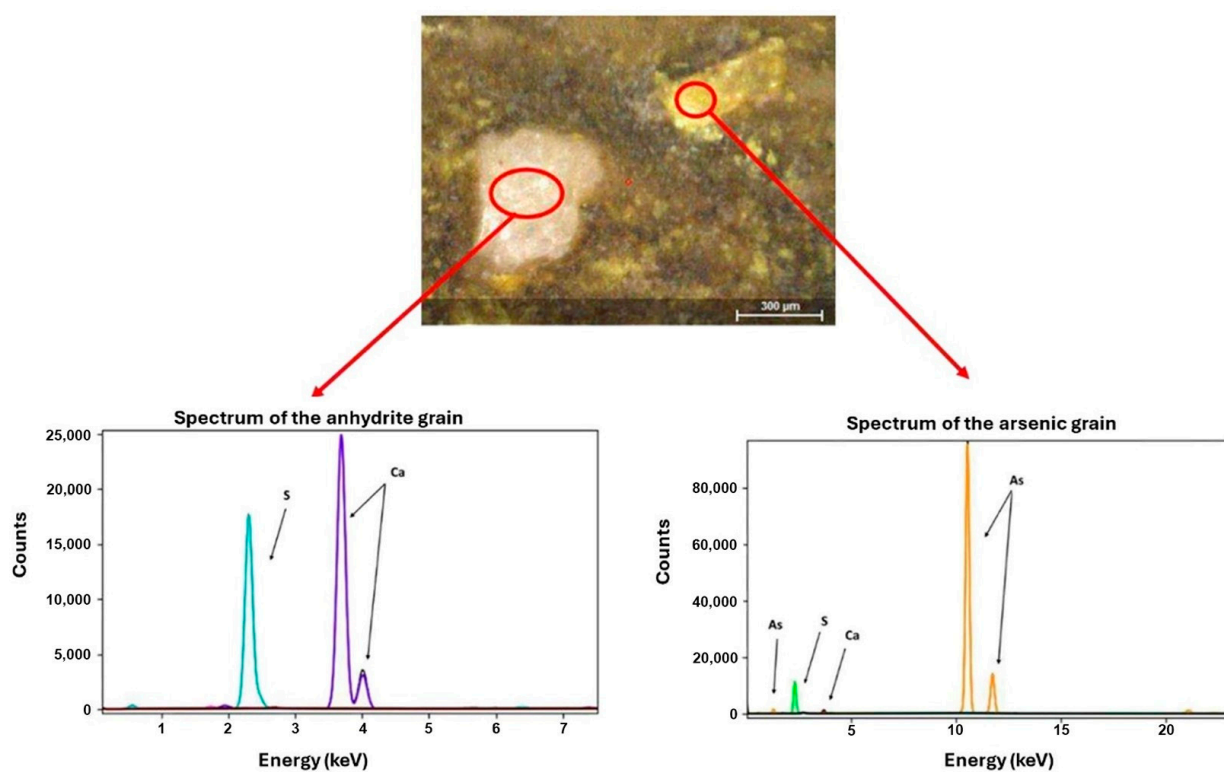 300 µm
Spectrum of the anhydrite grain
25,000
20,000
15,000
10,000
5,000
0
Counts
S
Ca
1 2 3 4 5 6 7
Energy (keV)
Spectrum of the arsenic grain
80,000
60,000
40,000
20,000
0
Counts
As
As
S
Ca
5 10 15 20
Energy (keV)